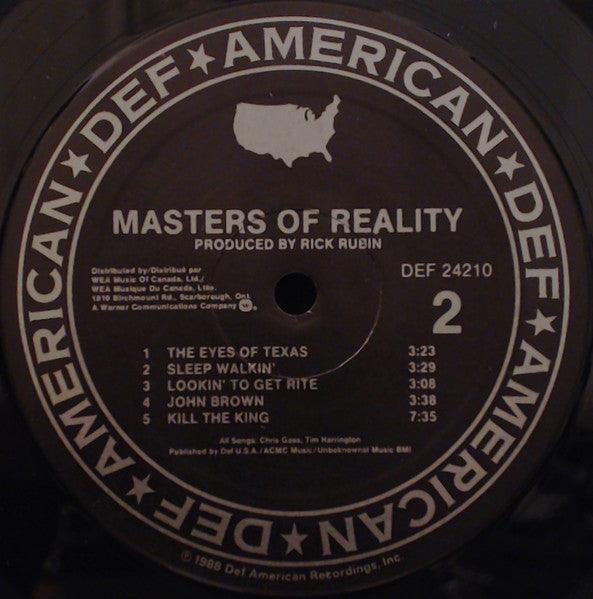 DEF★AMERICAN★DEF★AMERICAN★DEF★AMERICAN★DEF★AMERICAN★
MASTERS OF REALITY
PRODUCED BY RICK RUBIN
Distributed by/Distribué par
WEA Music Of Canada, Ltd./
WEA Musique Du Canada, Ltée.
1810 Birchmount Rd., Scarborough, Ont.
A Warner Communications Company W.
DEF 24210
2
1 THE EYES OF TEXAS 3:23
2 SLEEP WALKIN' 3:29
3 LOOKIN' TO GET RITE 3:08
4 JOHN BROWN 3:38
5 KILL THE KING 7:35
All Songs: Chris Goss, Tim Harrington
Published by Def U.S.A./ACMC Music/Unbeknownst Music BMI
℗ 1988 Def American Recordings, Inc.